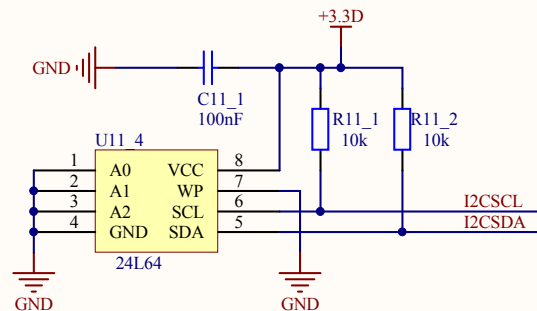 +3.3D
GND
C11_1
100nF
R11_1
10k
R11_2
10k
U11_4
1 A0 VCC 8
2 A1 WP 7
3 A2 SCL 6
4 GND SDA 5
I2CSCL
I2CSDA
24L64
GND
GND